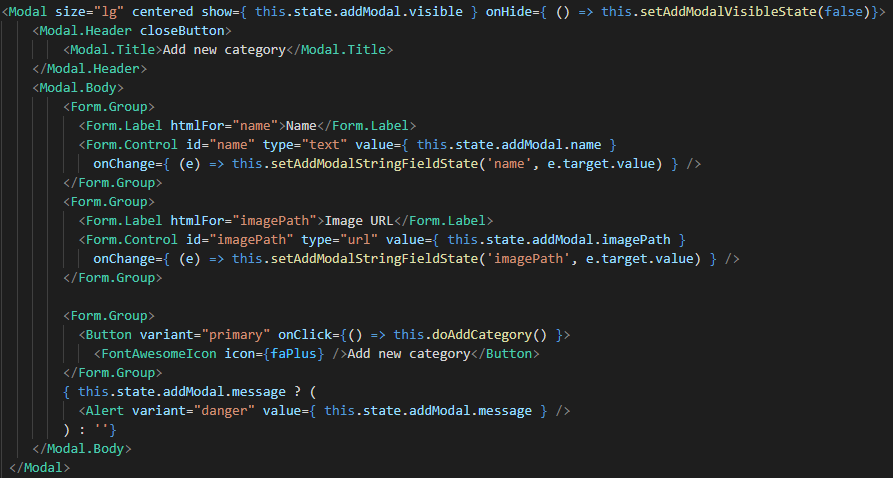 <Modal size="lg" centered show={ this.state.addModal.visible } onHide={ () => this.setAddModalVisibleState(false)}>
<Modal.Header closeButton>
<Modal.Title>Add new category</Modal.Title>
</Modal.Header>
<Modal.Body>
<Form.Group>
<Form.Label htmlFor="name">Name</Form.Label>
<Form.Control id="name" type="text" value={ this.state.addModal.name }
onChange={ (e) => this.setAddModalStringFieldState('name', e.target.value) } />
</Form.Group>
<Form.Group>
<Form.Label htmlFor="imagePath">Image URL</Form.Label>
<Form.Control id="imagePath" type="url" value={ this.state.addModal.imagePath }
onChange={ (e) => this.setAddModalStringFieldState('imagePath', e.target.value) } />
</Form.Group>
<Form.Group>
<Button variant="primary" onClick={() => this.doAddCategory() }>
<FontAwesomeIcon icon={faPlus} />Add new category</Button>
</Form.Group>
{ this.state.addModal.message ? (
<Alert variant="danger" value={ this.state.addModal.message } />
) : ''}
</Modal.Body>
</Modal>